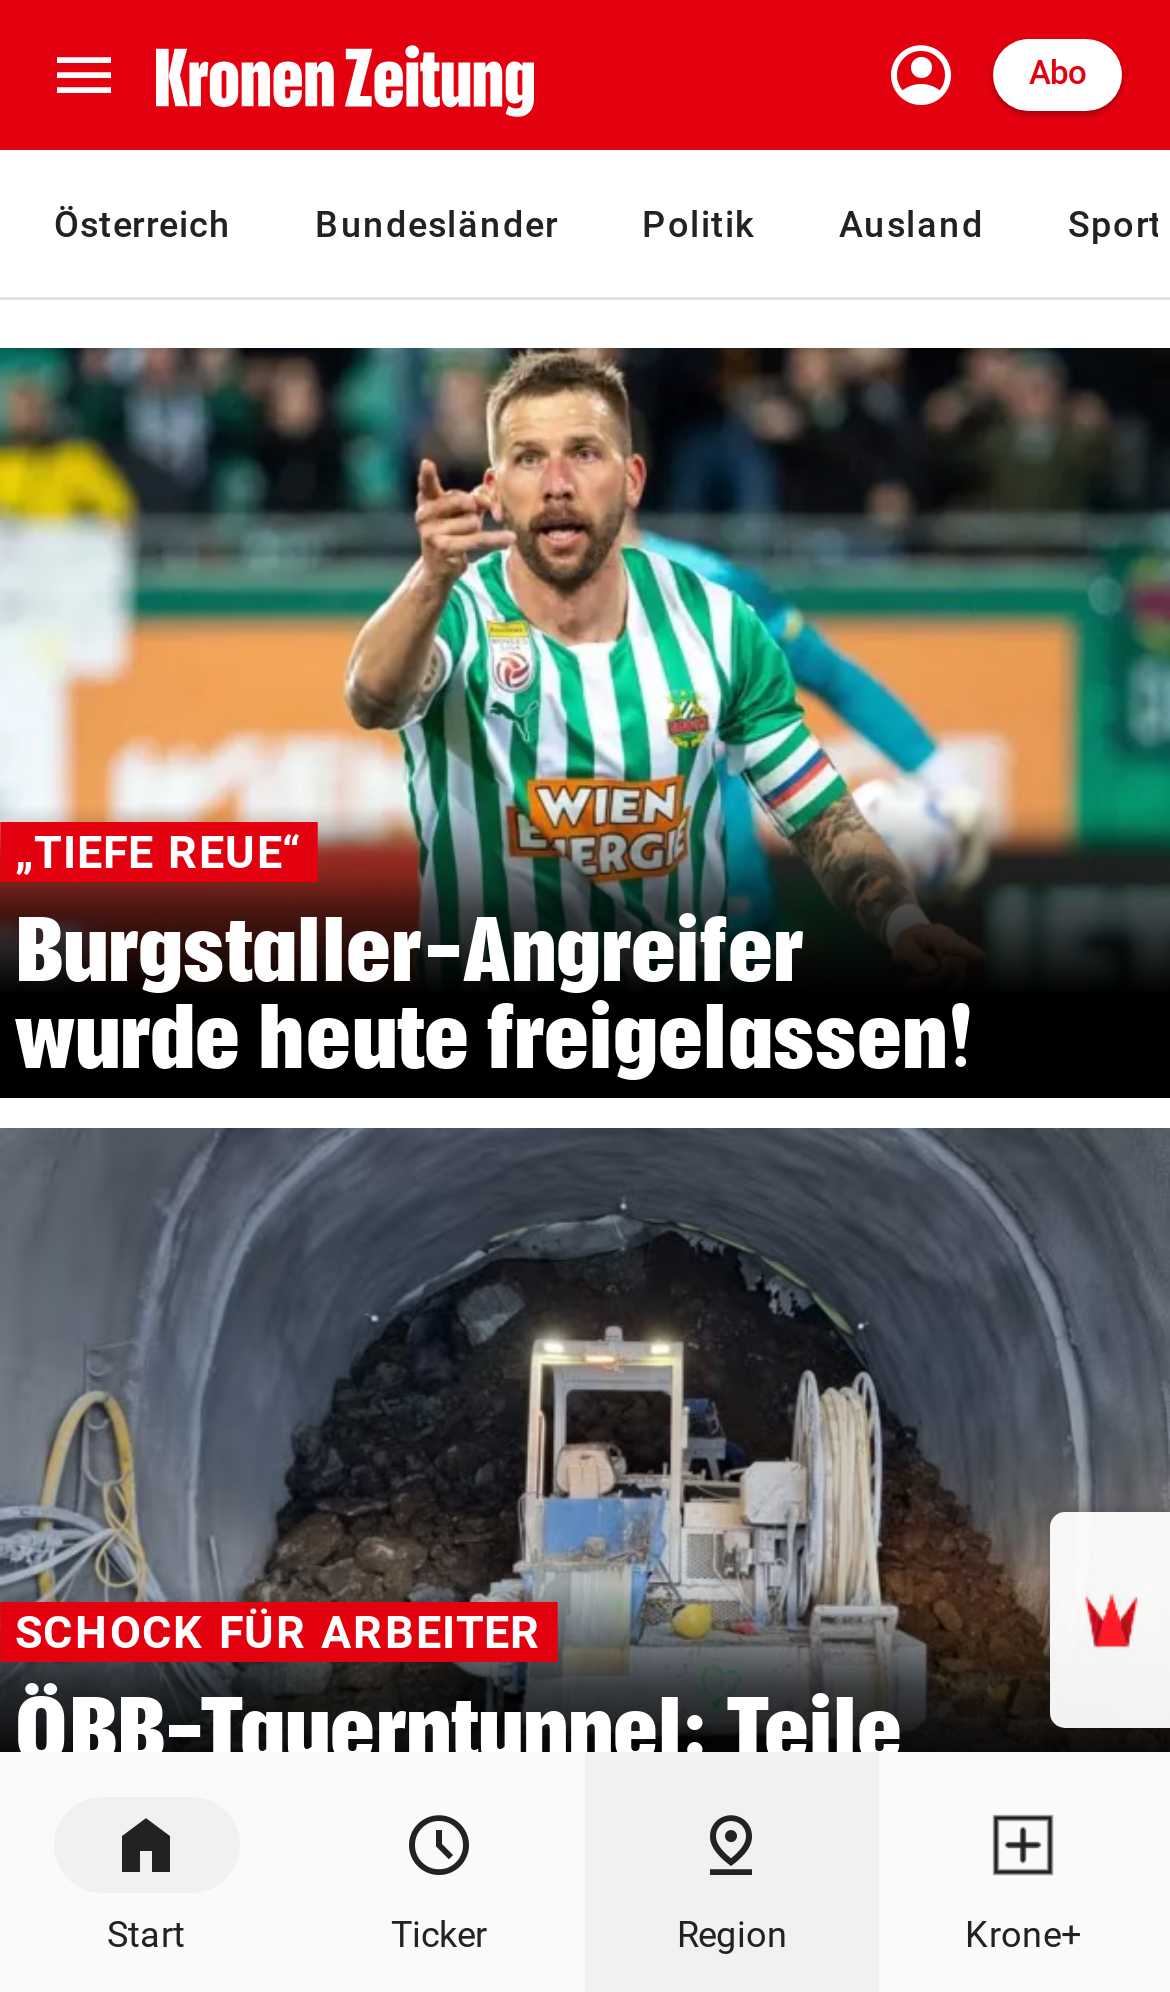 Kronen Zeitung
Abo
Österreich Bundesländer Politik Ausland Sport
WIEN
ENERGIE
„TIEFE REUE“
Burgstaller-Angreifer
wurde heute freigelassen!
SCHOCK FÜR ARBEITER
ÖBB-Tauerntunnel: Teile
Start Ticker Region Krone+